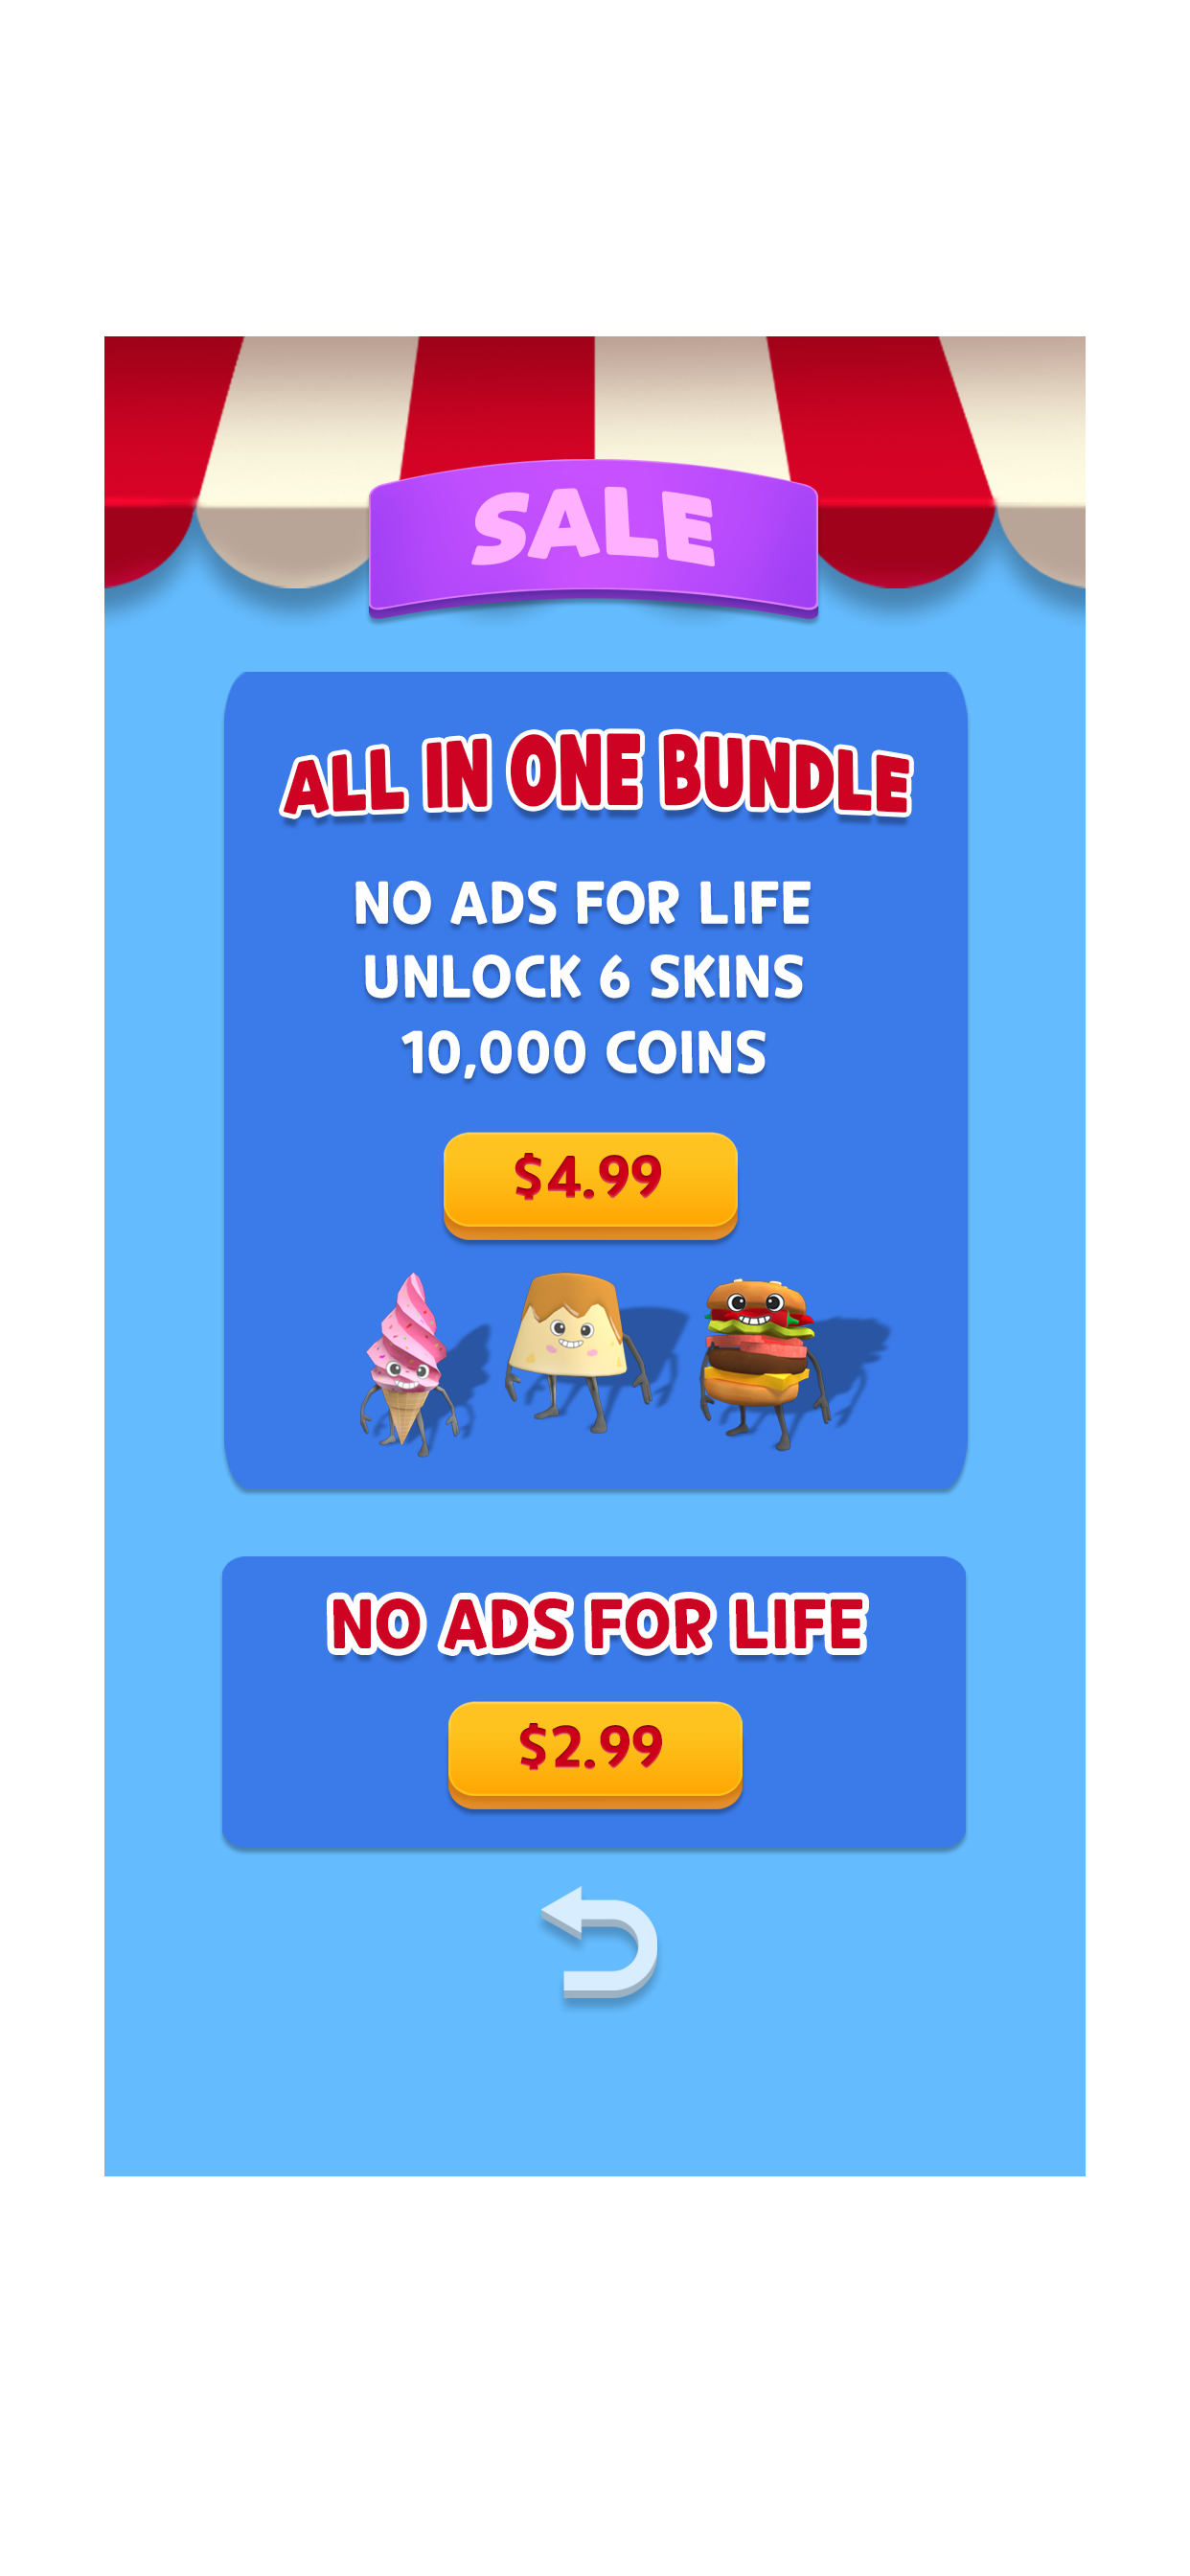 SALE
ALL IN ONE BUNDLE
NO ADS FOR LIFE
UNLOCK 6 SKINS
10,000 COINS
$4.99
NO ADS FOR LIFE
$2.99